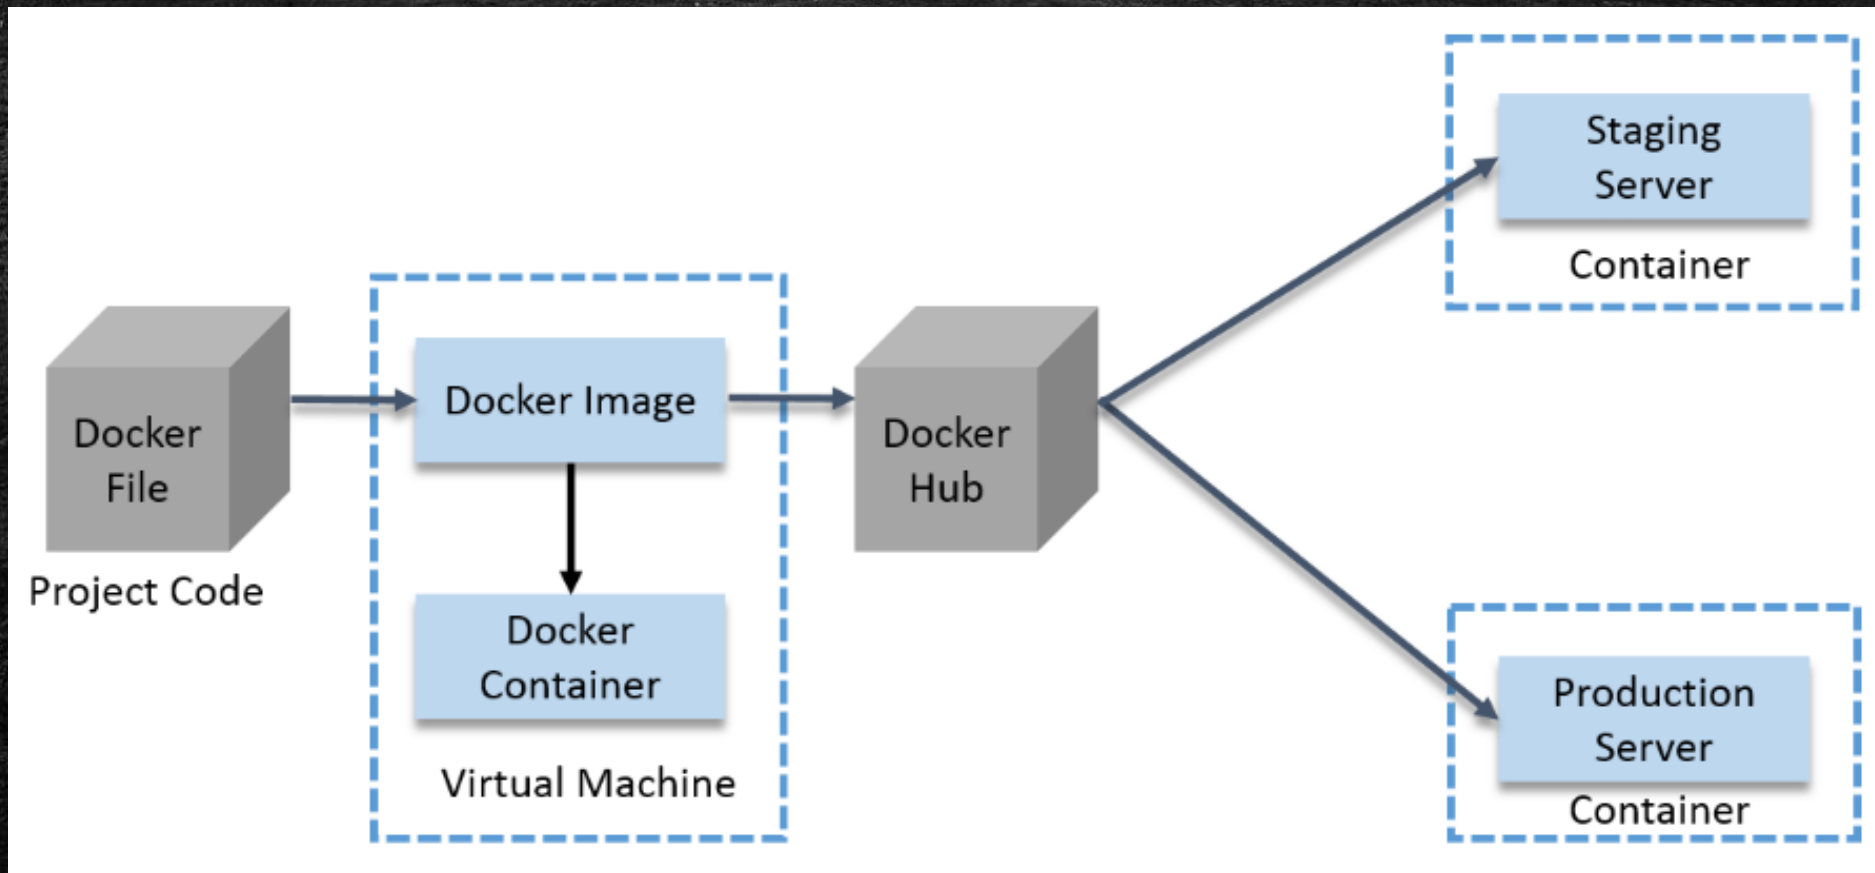 Docker
File
Project Code
Docker Image
Docker
Container
Virtual Machine
Docker
Hub
Staging
Server
Container
Production
Server
Container